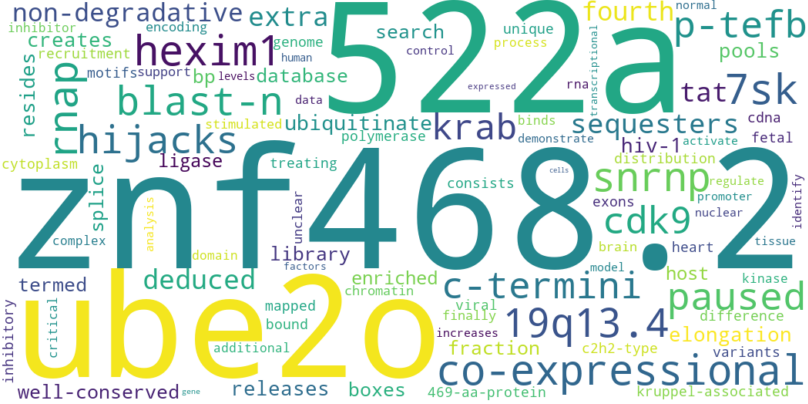 non-degradative
inhibitor
encoding
extra
522a
fourth
normal
p-tefb
creates
hexim1
search
unique
process
recruitment
genome
control
transcriptional
pools
resides
rnap
motifs
support
human
bp
levels
database
expressed
rna
tat
7sk
blast-n
data
cdna
stimulated
ubiquitinate
krab
binds
sequesters
hijacks
polymerase
demonstrate
hiv-1
activate
fetal
cytoplasm
ligase
treating
znf468.2
distribution
splice
consists
cells
snrnp
regulate
identify
analysis
unclear
exons
promoter
complex
domain
library
cdk9
nuclear
brain
heart
tissue
factors
model
termed
ube2o
deduced
enriched
c-termini
host
kinase
chromatin
paused
inhibitory
critical
mapped
bound
viral
finally
19q13.4
difference
increases
elongation
additional
fraction
c2h2-type
variants
well-conserved
gene
releases
boxes
co-expressional
469-aa-protein
kruppel-associated